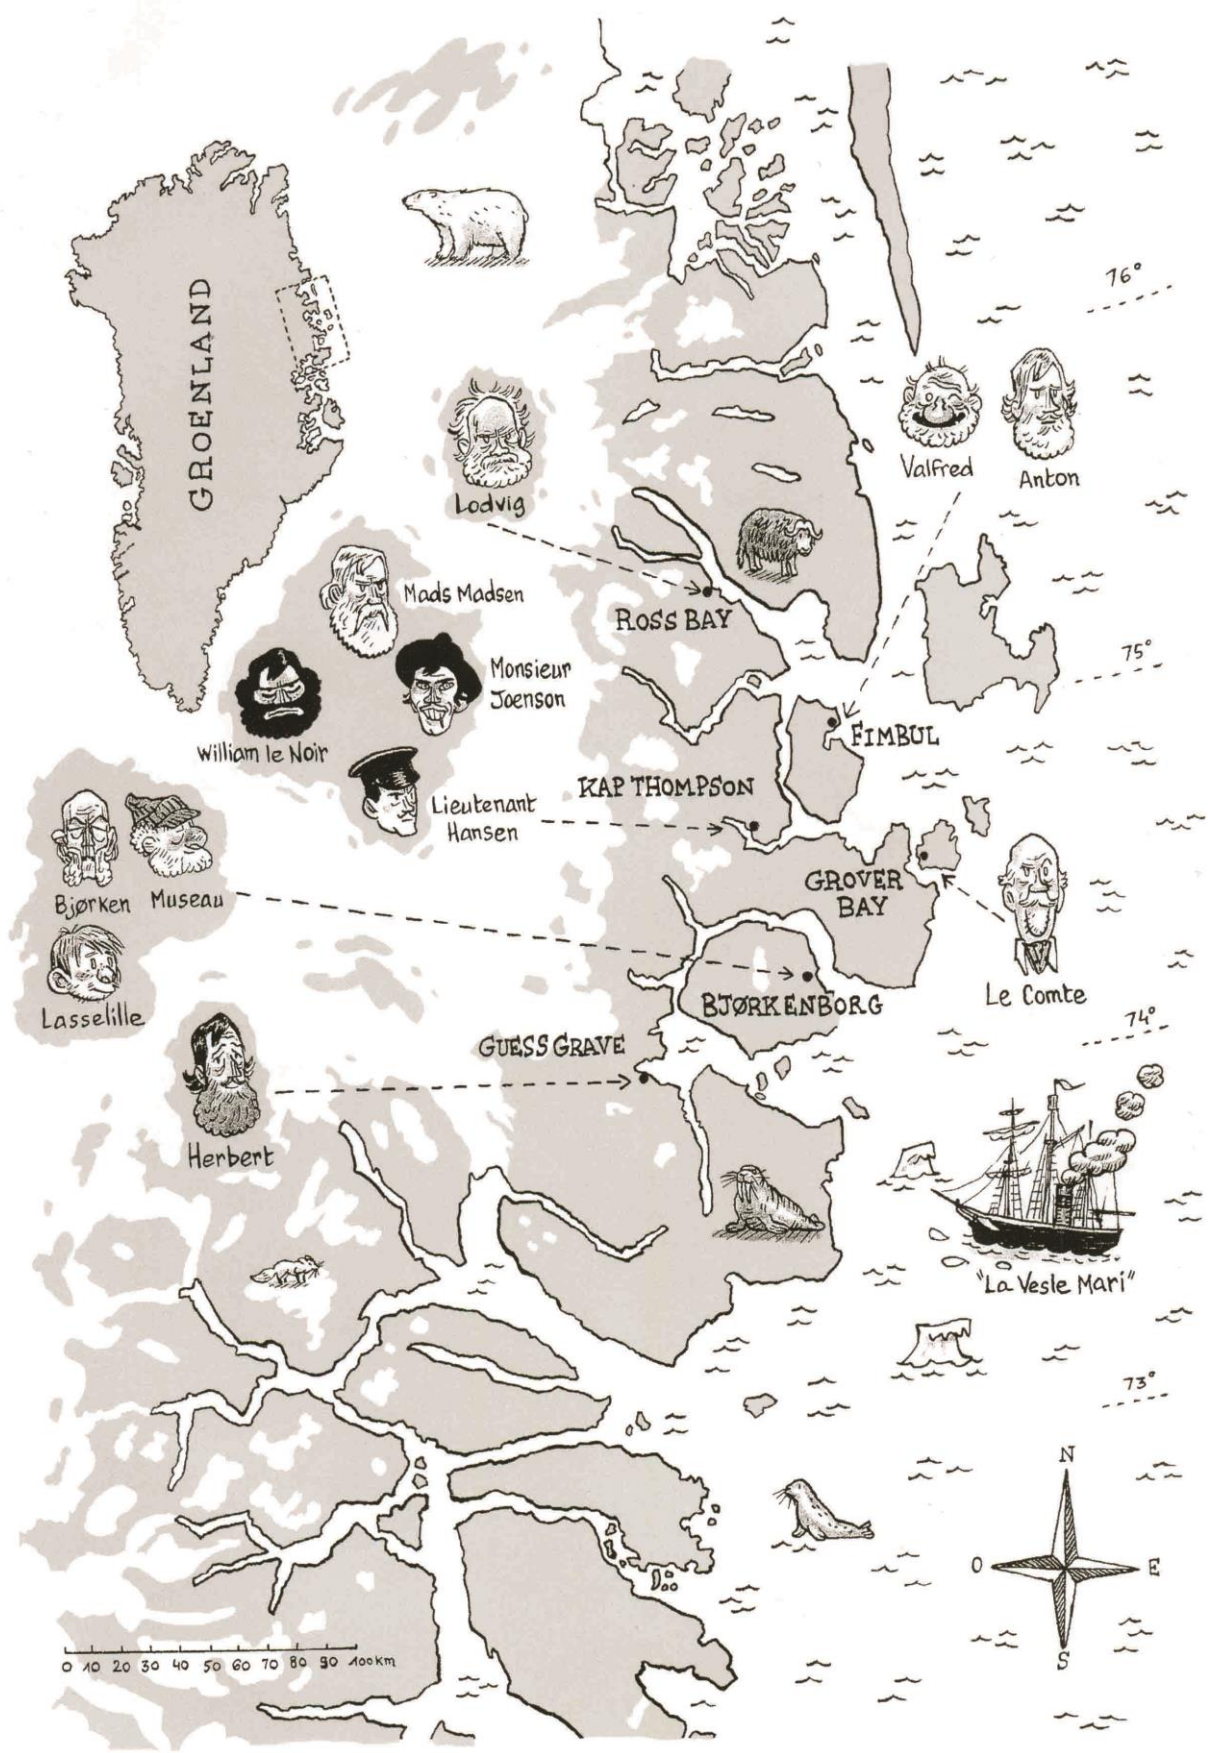 GROENLAND
76°
Valfred
Anton
Lodvig
Mads Madsen
ROSS BAY
Monsieur
Joenson
75°
William le Noir
FIMBUL
KAP THOMPSON
Lieutenant
Hansen
GROVER
BAY
Bjørken
Museau
Le Comte
BJØRKENBORG
Lasselille
74°
GUESS GRAVE
Herbert
"La Vesle Mari"
73°
N
O
E
S
0 10 20 30 40 50 60 70 80 90 100 km